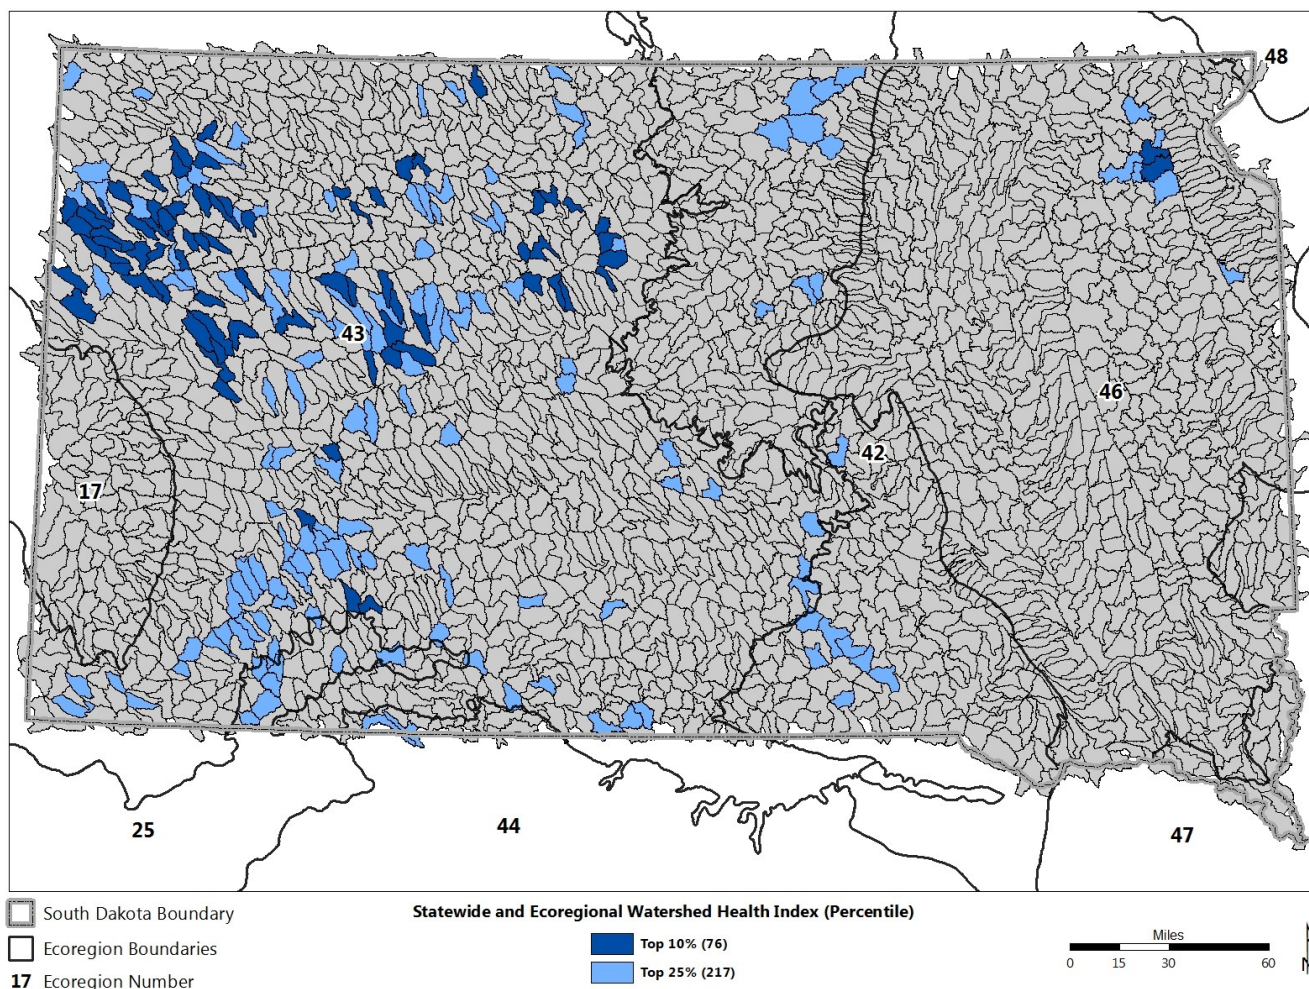 48
43
46
42
17
25
44
47
South Dakota Boundary
Ecoregion Boundaries
17 Ecoregion Number
Statewide and Ecoregional Watershed Health Index (Percentile)
Top 10% (76)
Top 25% (217)
Miles
0 15 30 60
N